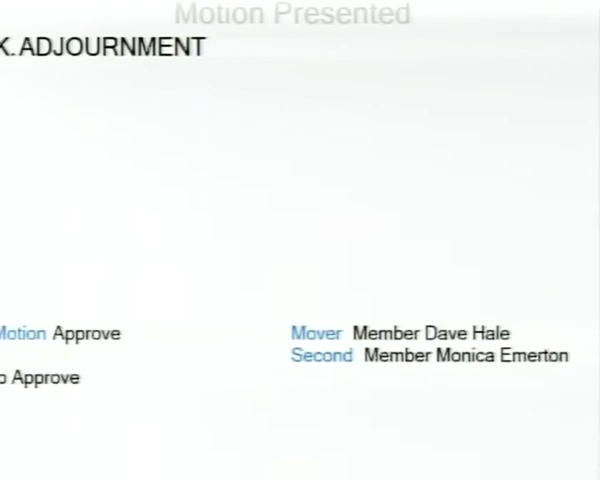 Motion Presented
K. ADJOURNMENT
Motion Approve
Mover Member Dave Hale
Second Member Monica Emerton
o Approve